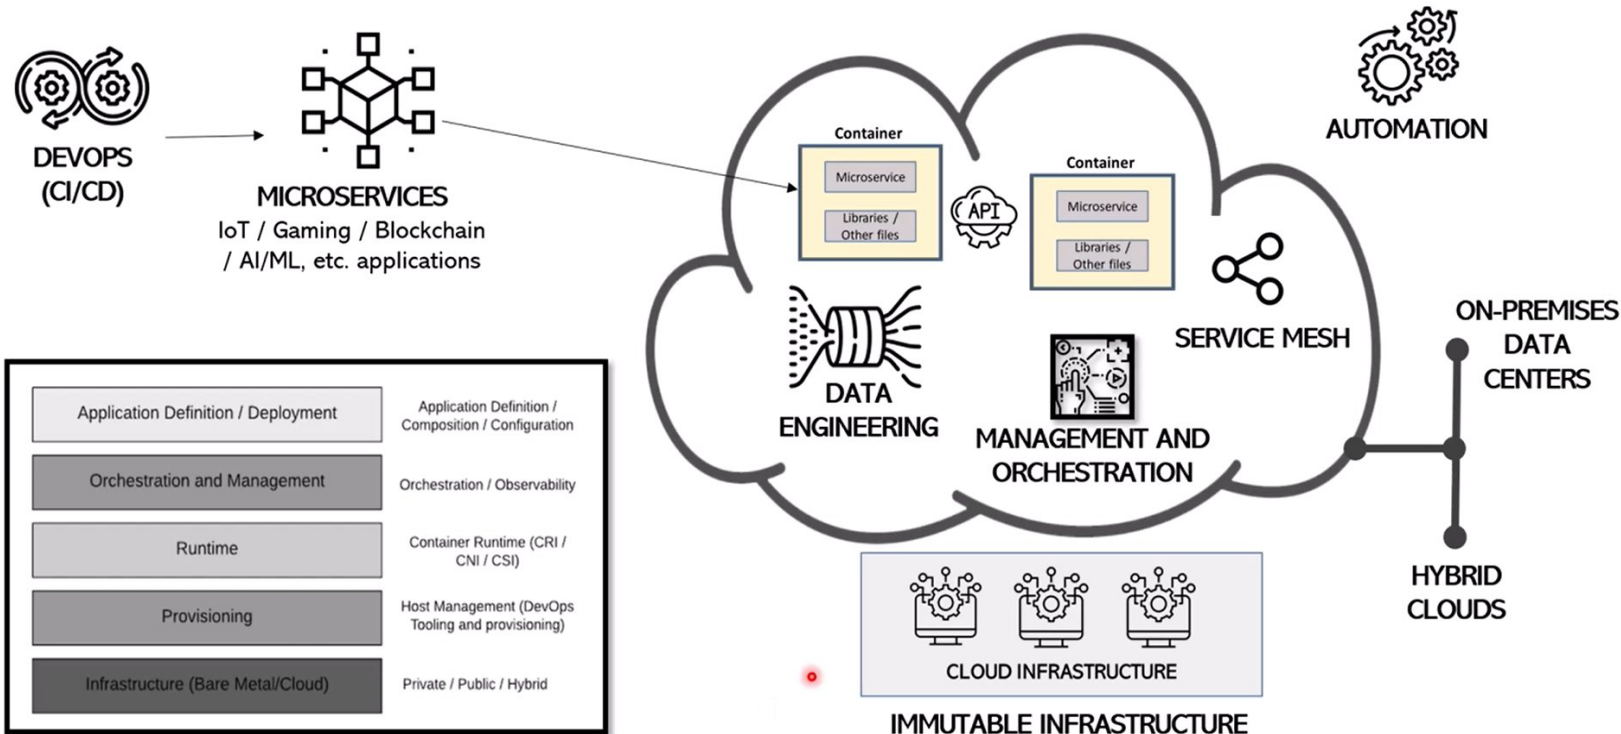 DEVOPS
(CI/CD)
MICROSERVICES
IoT / Gaming / Blockchain
/ AI/ML, etc. applications
Container
Microservice
Libraries /
Other files
API
Container
Microservice
Libraries /
Other files
AUTOMATION
SERVICE MESH
DATA
ENGINEERING
MANAGEMENT AND
ORCHESTRATION
ON-PREMISES
DATA
CENTERS
HYBRID
CLOUDS
CLOUD INFRASTRUCTURE
IMMUTABLE INFRASTRUCTURE
Application Definition / Deployment
Application Definition /
Composition / Configuration
Orchestration and Management
Orchestration / Observability
Runtime
Container Runtime (CRI /
CNI / CSI)
Provisioning
Host Management (DevOps
Tooling and provisioning)
Infrastructure (Bare Metal/Cloud)
Private / Public / Hybrid